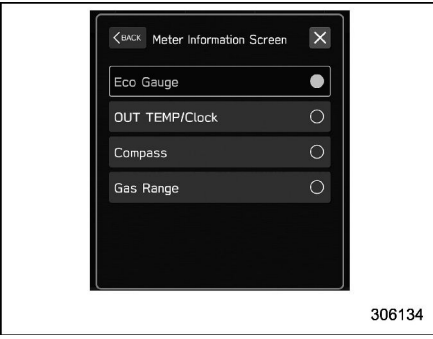 BACK Meter Information Screen
Eco Gauge
OUT TEMP/Clock
Compass
Gas Range
306134